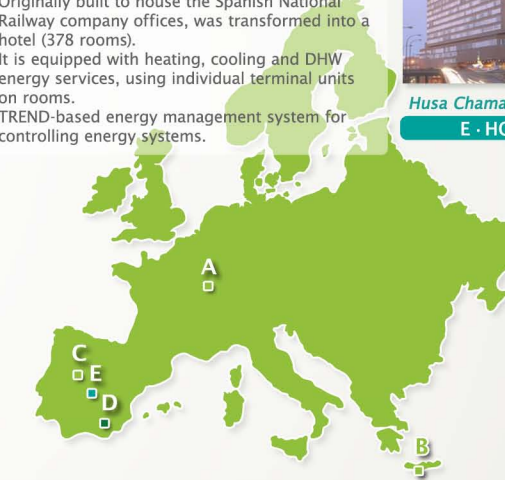 Originally built to house the Spanish National
Railway company offices, was transformed into a
hotel (378 rooms).
It is equipped with heating, cooling and DHW
energy services, using individual terminal units
on rooms.
TREND-based energy management system for
controlling energy systems.
Husa Chama
E · HO
A
C
E
D
B